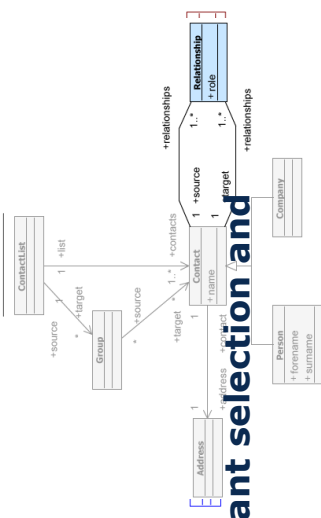 ContactList
+source
1
1
+list
+target
*
Group
+source
*
+target
*
+contacts
1..*
Contact
+ name
1
+source
1
+target
+relationships
1..*
1..*
+relationships
Relationship
+ role
1
+contact
+address
1
Address
Person
+ forename
+ surname
Company
ant selection and